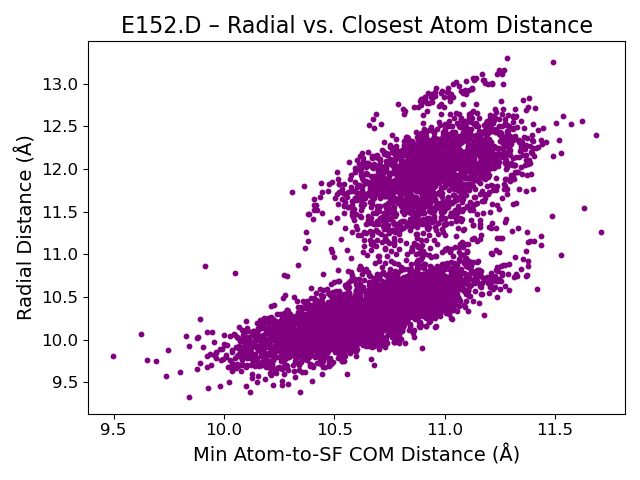 E152.D – Radial vs. Closest Atom Distance
13.0
12.5
12.0
11.5
11.0
10.5
10.0
9.5
Radial Distance (Å)
9.5 10.0 10.5 11.0 11.5
Min Atom-to-SF COM Distance (Å)